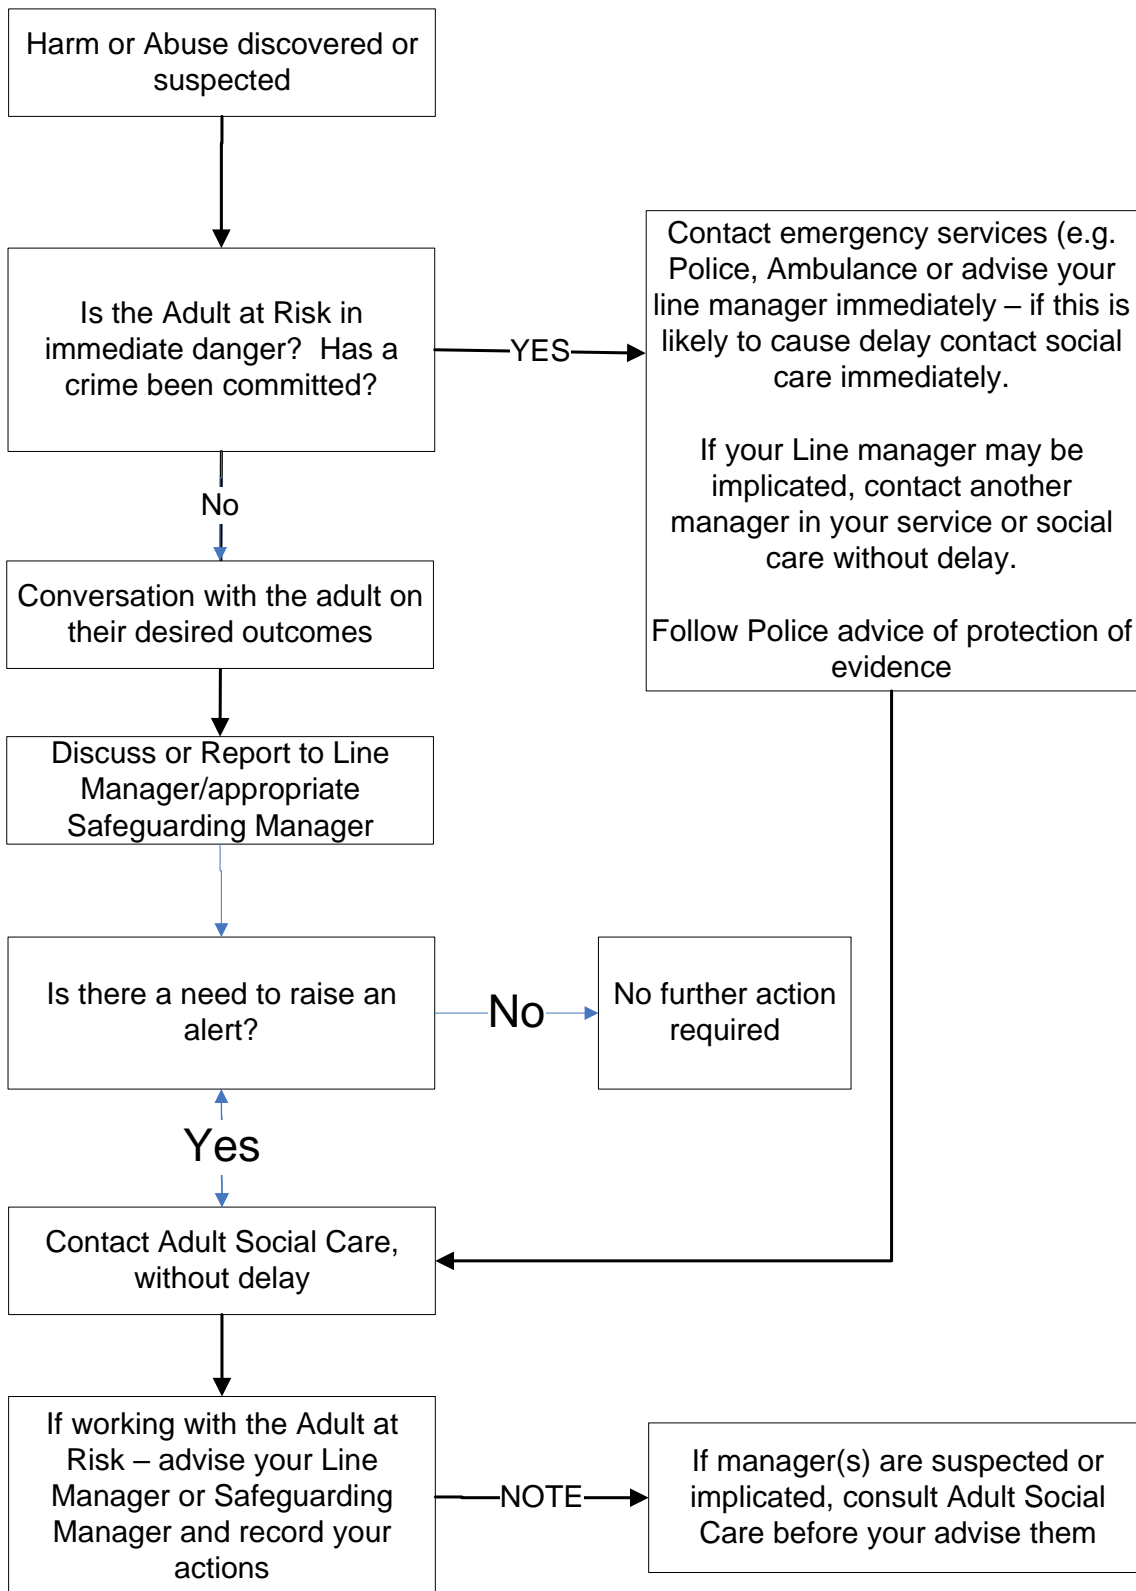 Harm or Abuse discovered or
suspected
Is the Adult at Risk in
immediate danger?  Has a
crime been committed?
YES
Contact emergency services (e.g.
Police, Ambulance or advise your
line manager immediately – if this is
likely to cause delay contact social
care immediately.
If your Line manager may be
implicated, contact another
manager in your service or social
care without delay.
Follow Police advice of protection of
evidence
No
Conversation with the adult on
their desired outcomes
Discuss or Report to Line
Manager/appropriate
Safeguarding Manager
Is there a need to raise an
alert?
No
No further action
required
Yes
Contact Adult Social Care,
without delay
If working with the Adult at
Risk – advise your Line
Manager or Safeguarding
Manager and record your
actions
NOTE
If manager(s) are suspected or
implicated, consult Adult Social
Care before your advise them